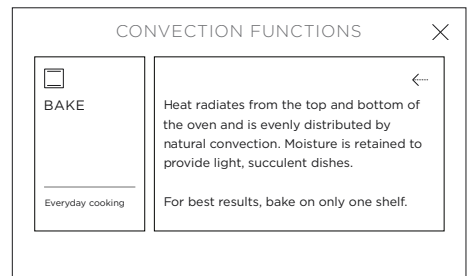 CONVECTION FUNCTIONS
BAKE
Everyday cooking
Heat radiates from the top and bottom of
the oven and is evenly distributed by
natural convection. Moisture is retained to
provide light, succulent dishes.
For best results, bake on only one shelf.